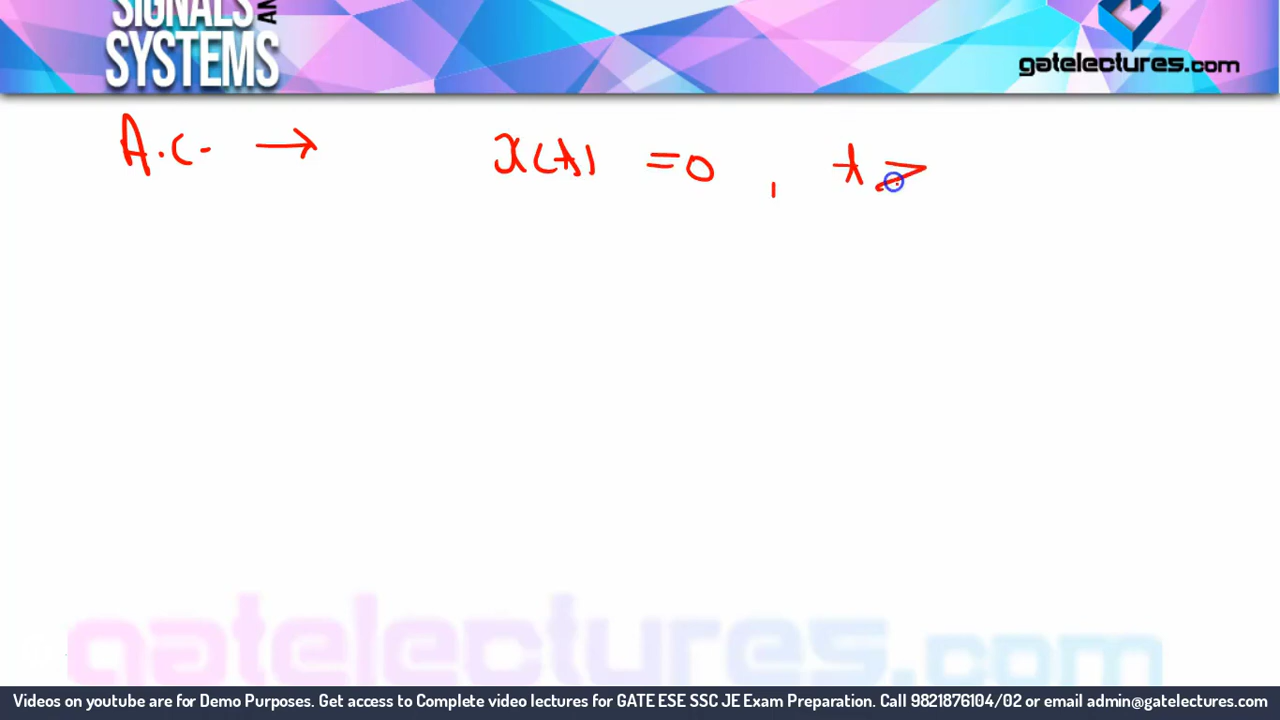 SIGNALS AND
SYSTEMS
gatelectures.com
A.C. → x(t) = 0 , t >
gatelectures.com
Videos on youtube are for Demo Purposes. Get access to Complete video lectures for GATE ESE SSC JE Exam Preparation. Call 9821876104/02 or email admin@gatelectures.com